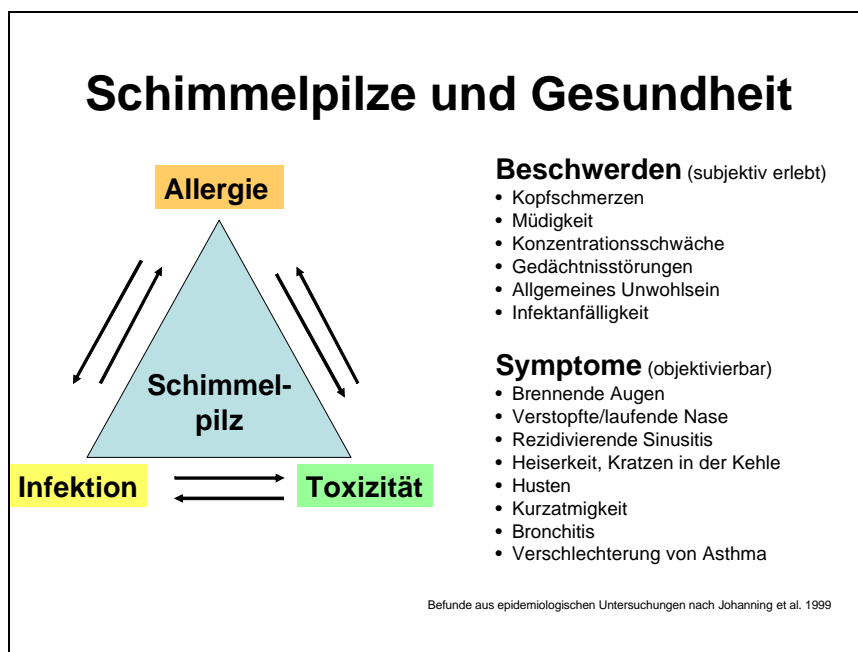 Schimmelpilze und Gesundheit
Allergie
Schimmel-
pilz
Infektion
Toxizität
Beschwerden (subjektiv erlebt)
• Kopfschmerzen
• Müdigkeit
• Konzentrationsschwäche
• Gedächtnisstörungen
• Allgemeines Unwohlsein
• Infektanfälligkeit
Symptome (objektivierbar)
• Brennende Augen
• Verstopfte/laufende Nase
• Rezidivierende Sinusitis
• Heiserkeit, Kratzen in der Kehle
• Husten
• Kurzatmigkeit
• Bronchitis
• Verschlechterung von Asthma
Befunde aus epidemiologischen Untersuchungen nach Johanning et al. 1999